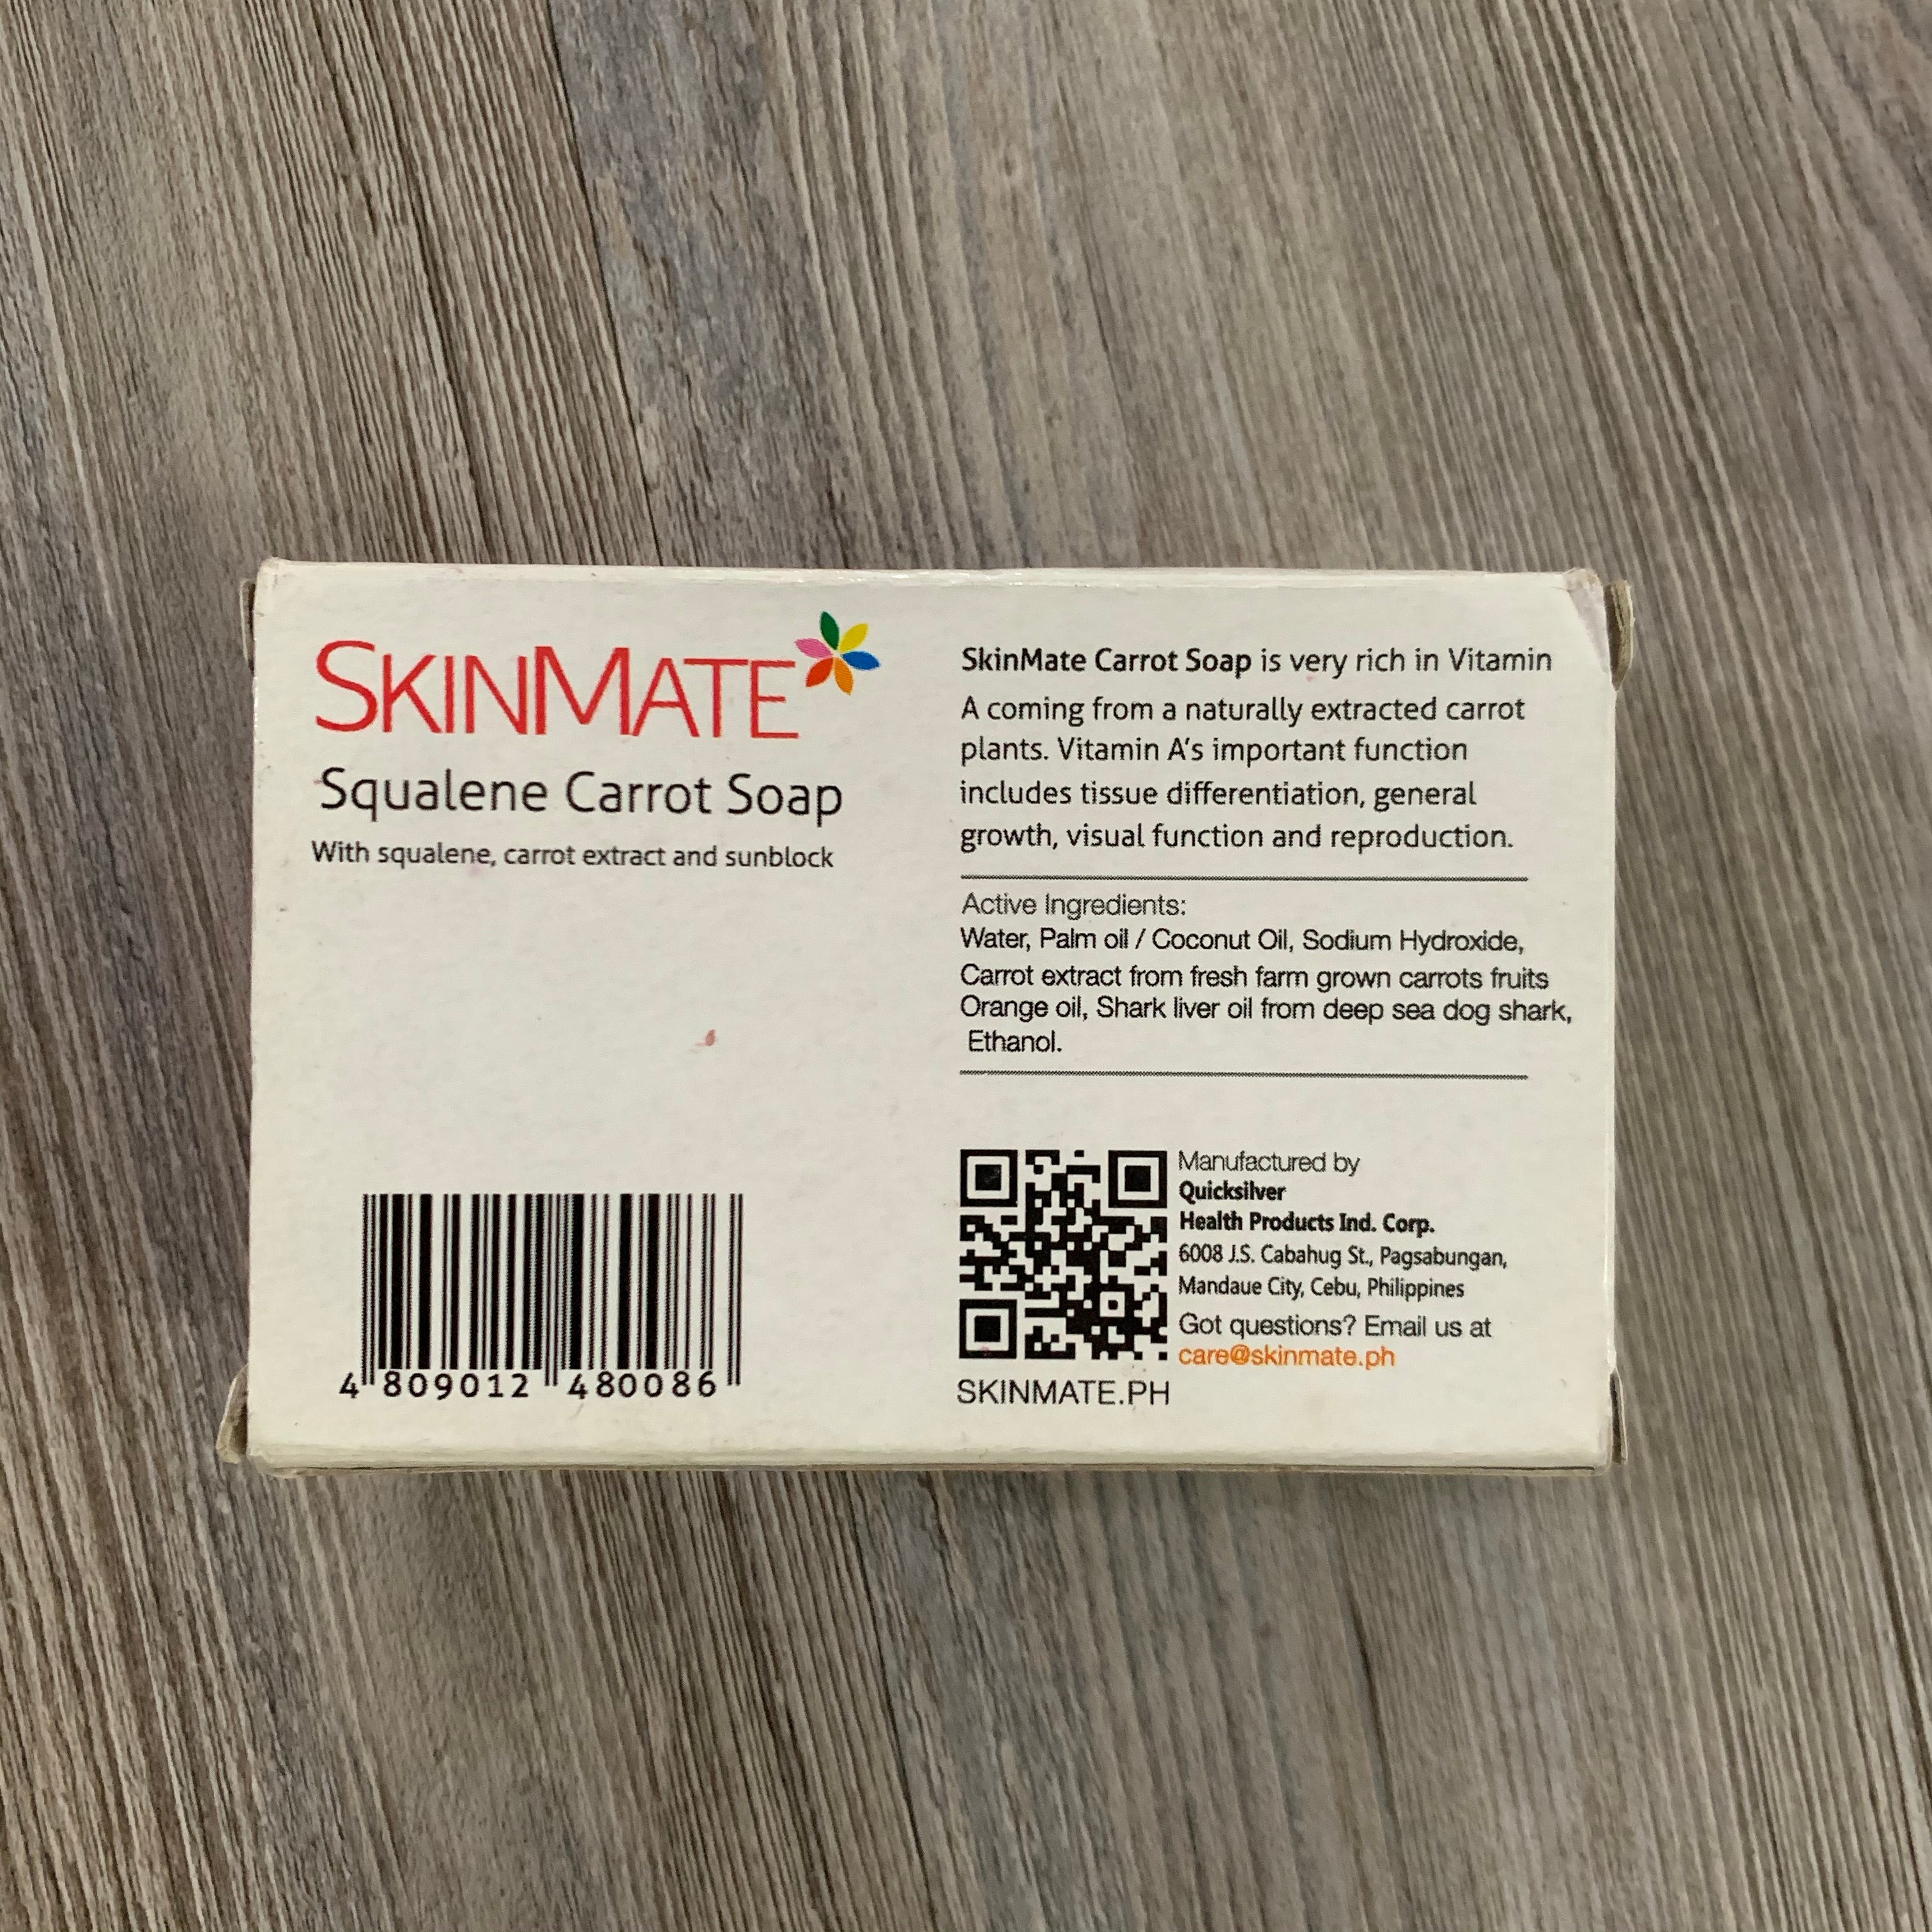 SKINMATE
Squalene Carrot Soap
With squalene, carrot extract and sunblock
4 809012 480086
SkinMate Carrot Soap is very rich in Vitamin
A coming from a naturally extracted carrot
plants. Vitamin A's important function
includes tissue differentiation, general
growth, visual function and reproduction.
Active Ingredients:
Water, Palm oil / Coconut Oil, Sodium Hydroxide,
Carrot extract from fresh farm grown carrots fruits
Orange oil, Shark liver oil from deep sea dog shark,
Ethanol.
Manufactured by
Quicksilver
Health Products Ind. Corp.
6008 J.S. Cabahug St., Pagsabungan,
Mandaue City, Cebu, Philippines
Got questions? Email us at
care@skinmate.ph
SKINMATE.PH